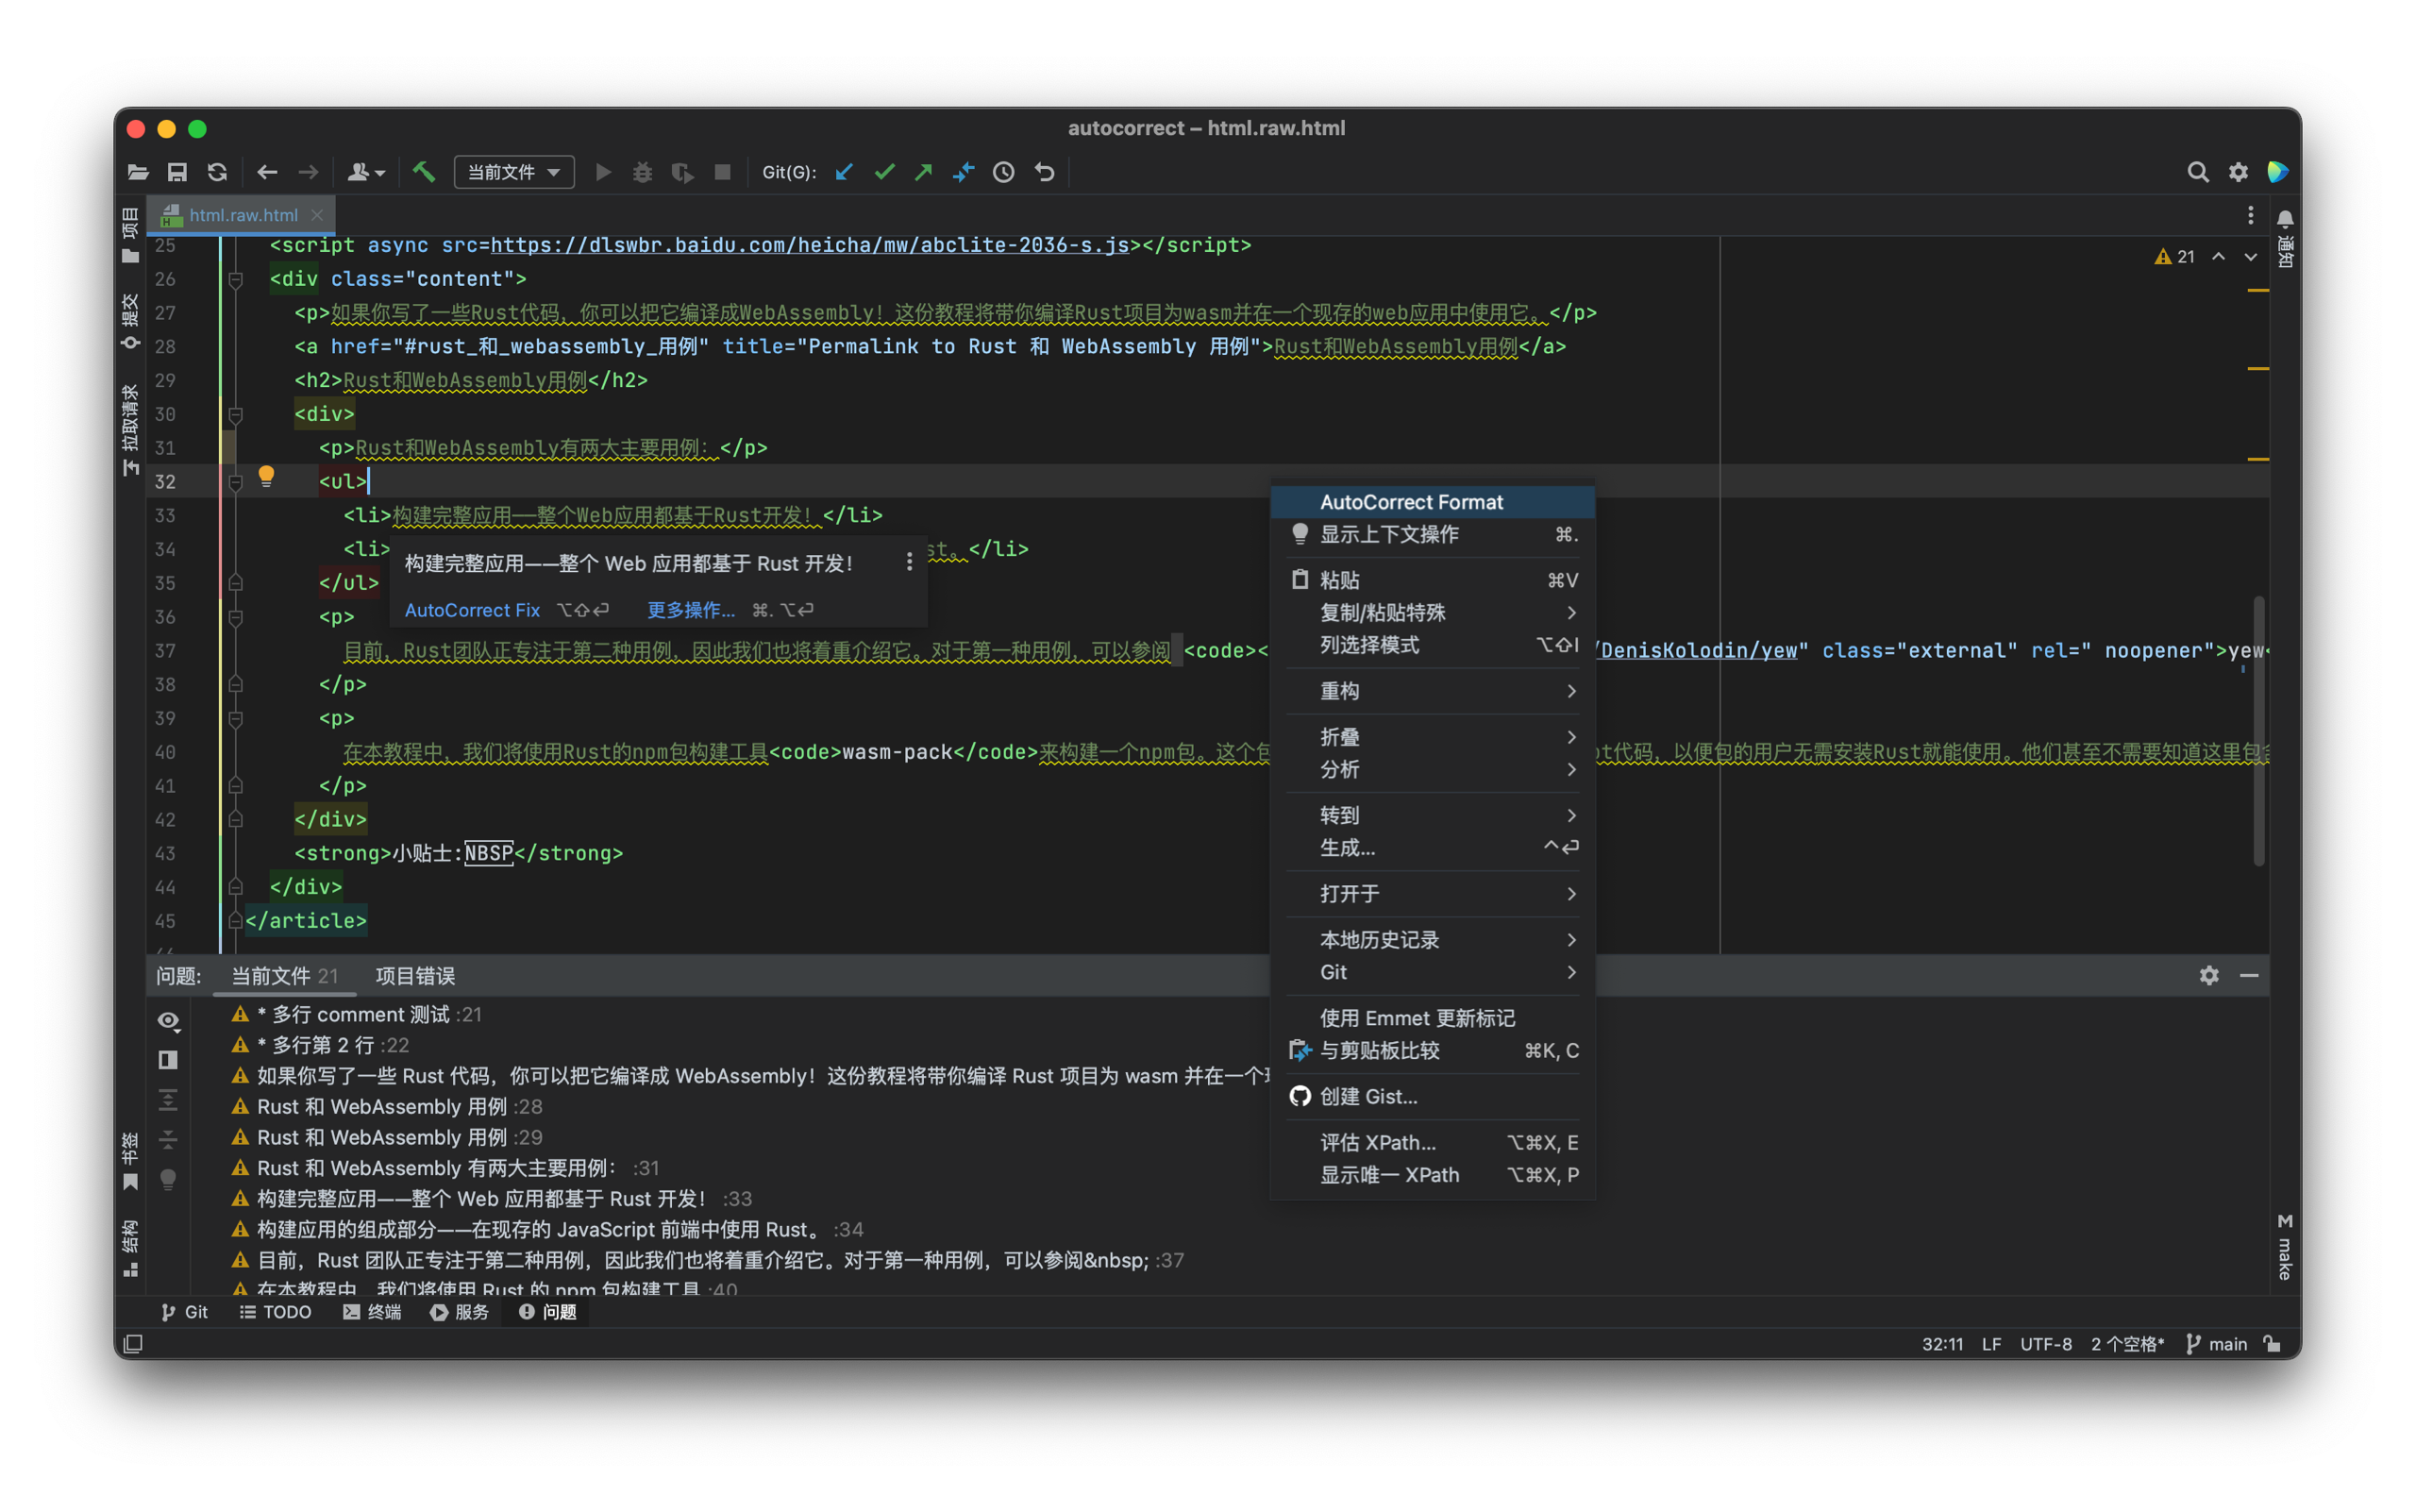 autocorrect – html.raw.html
当前文件
Git(G):
html.raw.html
项目
提交
拉取请求
书签
结构
通知
make
21
25 <script async src=https://dlswbr.baidu.com/heicha/mw/abclite-2036-s.js></script>
26 <div class="content">
27 <p>如果你写了一些Rust代码，你可以把它编译成WebAssembly！这份教程将带你编译Rust项目为wasm并在一个现存的web应用中使用它。</p>
28 <a href="#rust_和_webassembly_用例" title="Permalink to Rust 和 WebAssembly 用例">Rust和WebAssembly用例</a>
29 <h2>Rust和WebAssembly用例</h2>
30 <div>
31 <p>Rust和WebAssembly有两大主要用例：</p>
32 <ul>
33 <li>构建完整应用——整个Web应用都基于Rust开发！</li>
34 <li> st。</li>
35 </ul>
36 <p>
37 目前，Rust团队正专注于第二种用例，因此我们也将着重介绍它。对于第一种用例，可以参阅 <code>< /DenisKolodin/yew" class="external" rel=" noopener">yew<
38 </p>
39 <p>
40 在本教程中，我们将使用Rust的npm包构建工具<code>wasm-pack</code>来构建一个npm包。这个包 pt代码，以便包的用户无需安装Rust就能使用。他们甚至不需要知道这里包含
41 </p>
42 </div>
43 <strong>小贴士:NBSP</strong>
44 </div>
45 </article>
构建完整应用——整个 Web 应用都基于 Rust 开发！
AutoCorrect Fix ⌥⇧⏎ 更多操作... ⌘. ⌥⏎
AutoCorrect Format
显示上下文操作 ⌘.
粘贴 ⌘V
复制/粘贴特殊
列选择模式 ⌥⇧I
重构
折叠
分析
转到
生成... ^⏎
打开于
本地历史记录
Git
使用 Emmet 更新标记
与剪贴板比较 ⌘K, C
创建 Gist...
评估 XPath... ⌥⌘X, E
显示唯一 XPath ⌥⌘X, P
问题: 当前文件 21 项目错误
* 多行 comment 测试 :21
* 多行第 2 行 :22
如果你写了一些 Rust 代码，你可以把它编译成 WebAssembly！这份教程将带你编译 Rust 项目为 wasm 并在一个
Rust 和 WebAssembly 用例 :28
Rust 和 WebAssembly 用例 :29
Rust 和 WebAssembly 有两大主要用例： :31
构建完整应用——整个 Web 应用都基于 Rust 开发！ :33
构建应用的组成部分——在现存的 JavaScript 前端中使用 Rust。 :34
目前，Rust 团队正专注于第二种用例，因此我们也将着重介绍它。对于第一种用例，可以参阅&nbsp; :37
在本教程中，我们将使用 Rust 的 npm 包构建工具 :40
Git TODO 终端 服务 问题
32:11 LF UTF-8 2 个空格* main